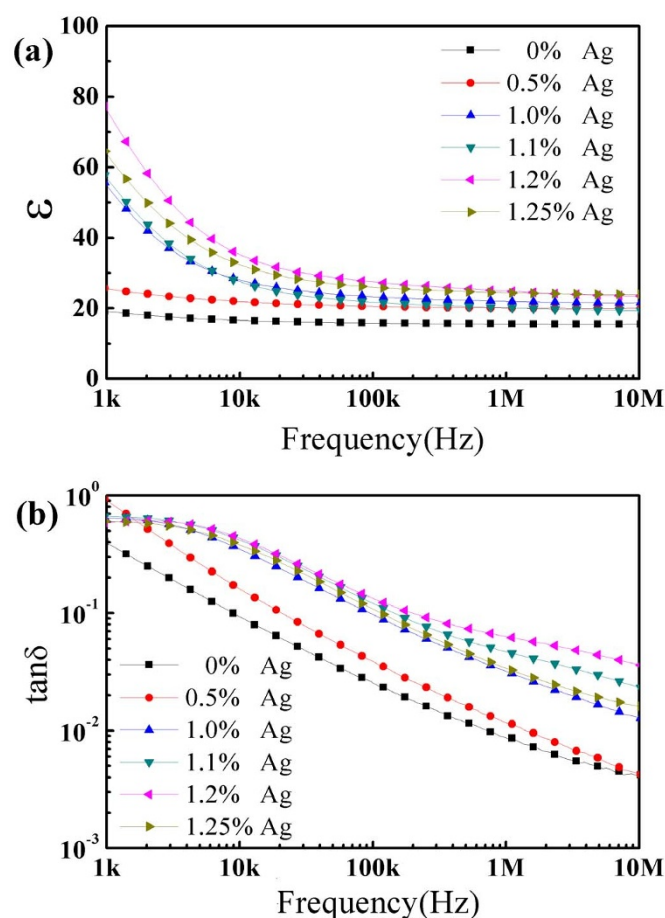 (a)
100
80
60
40
20
0
ε
0% Ag
0.5% Ag
1.0% Ag
1.1% Ag
1.2% Ag
1.25% Ag
1k 10k 100k 1M 10M
Frequency(Hz)
(b)
10⁰
10⁻¹
10⁻²
10⁻³
tanδ
0% Ag
0.5% Ag
1.0% Ag
1.1% Ag
1.2% Ag
1.25% Ag
1k 10k 100k 1M 10M
Frequency(Hz)